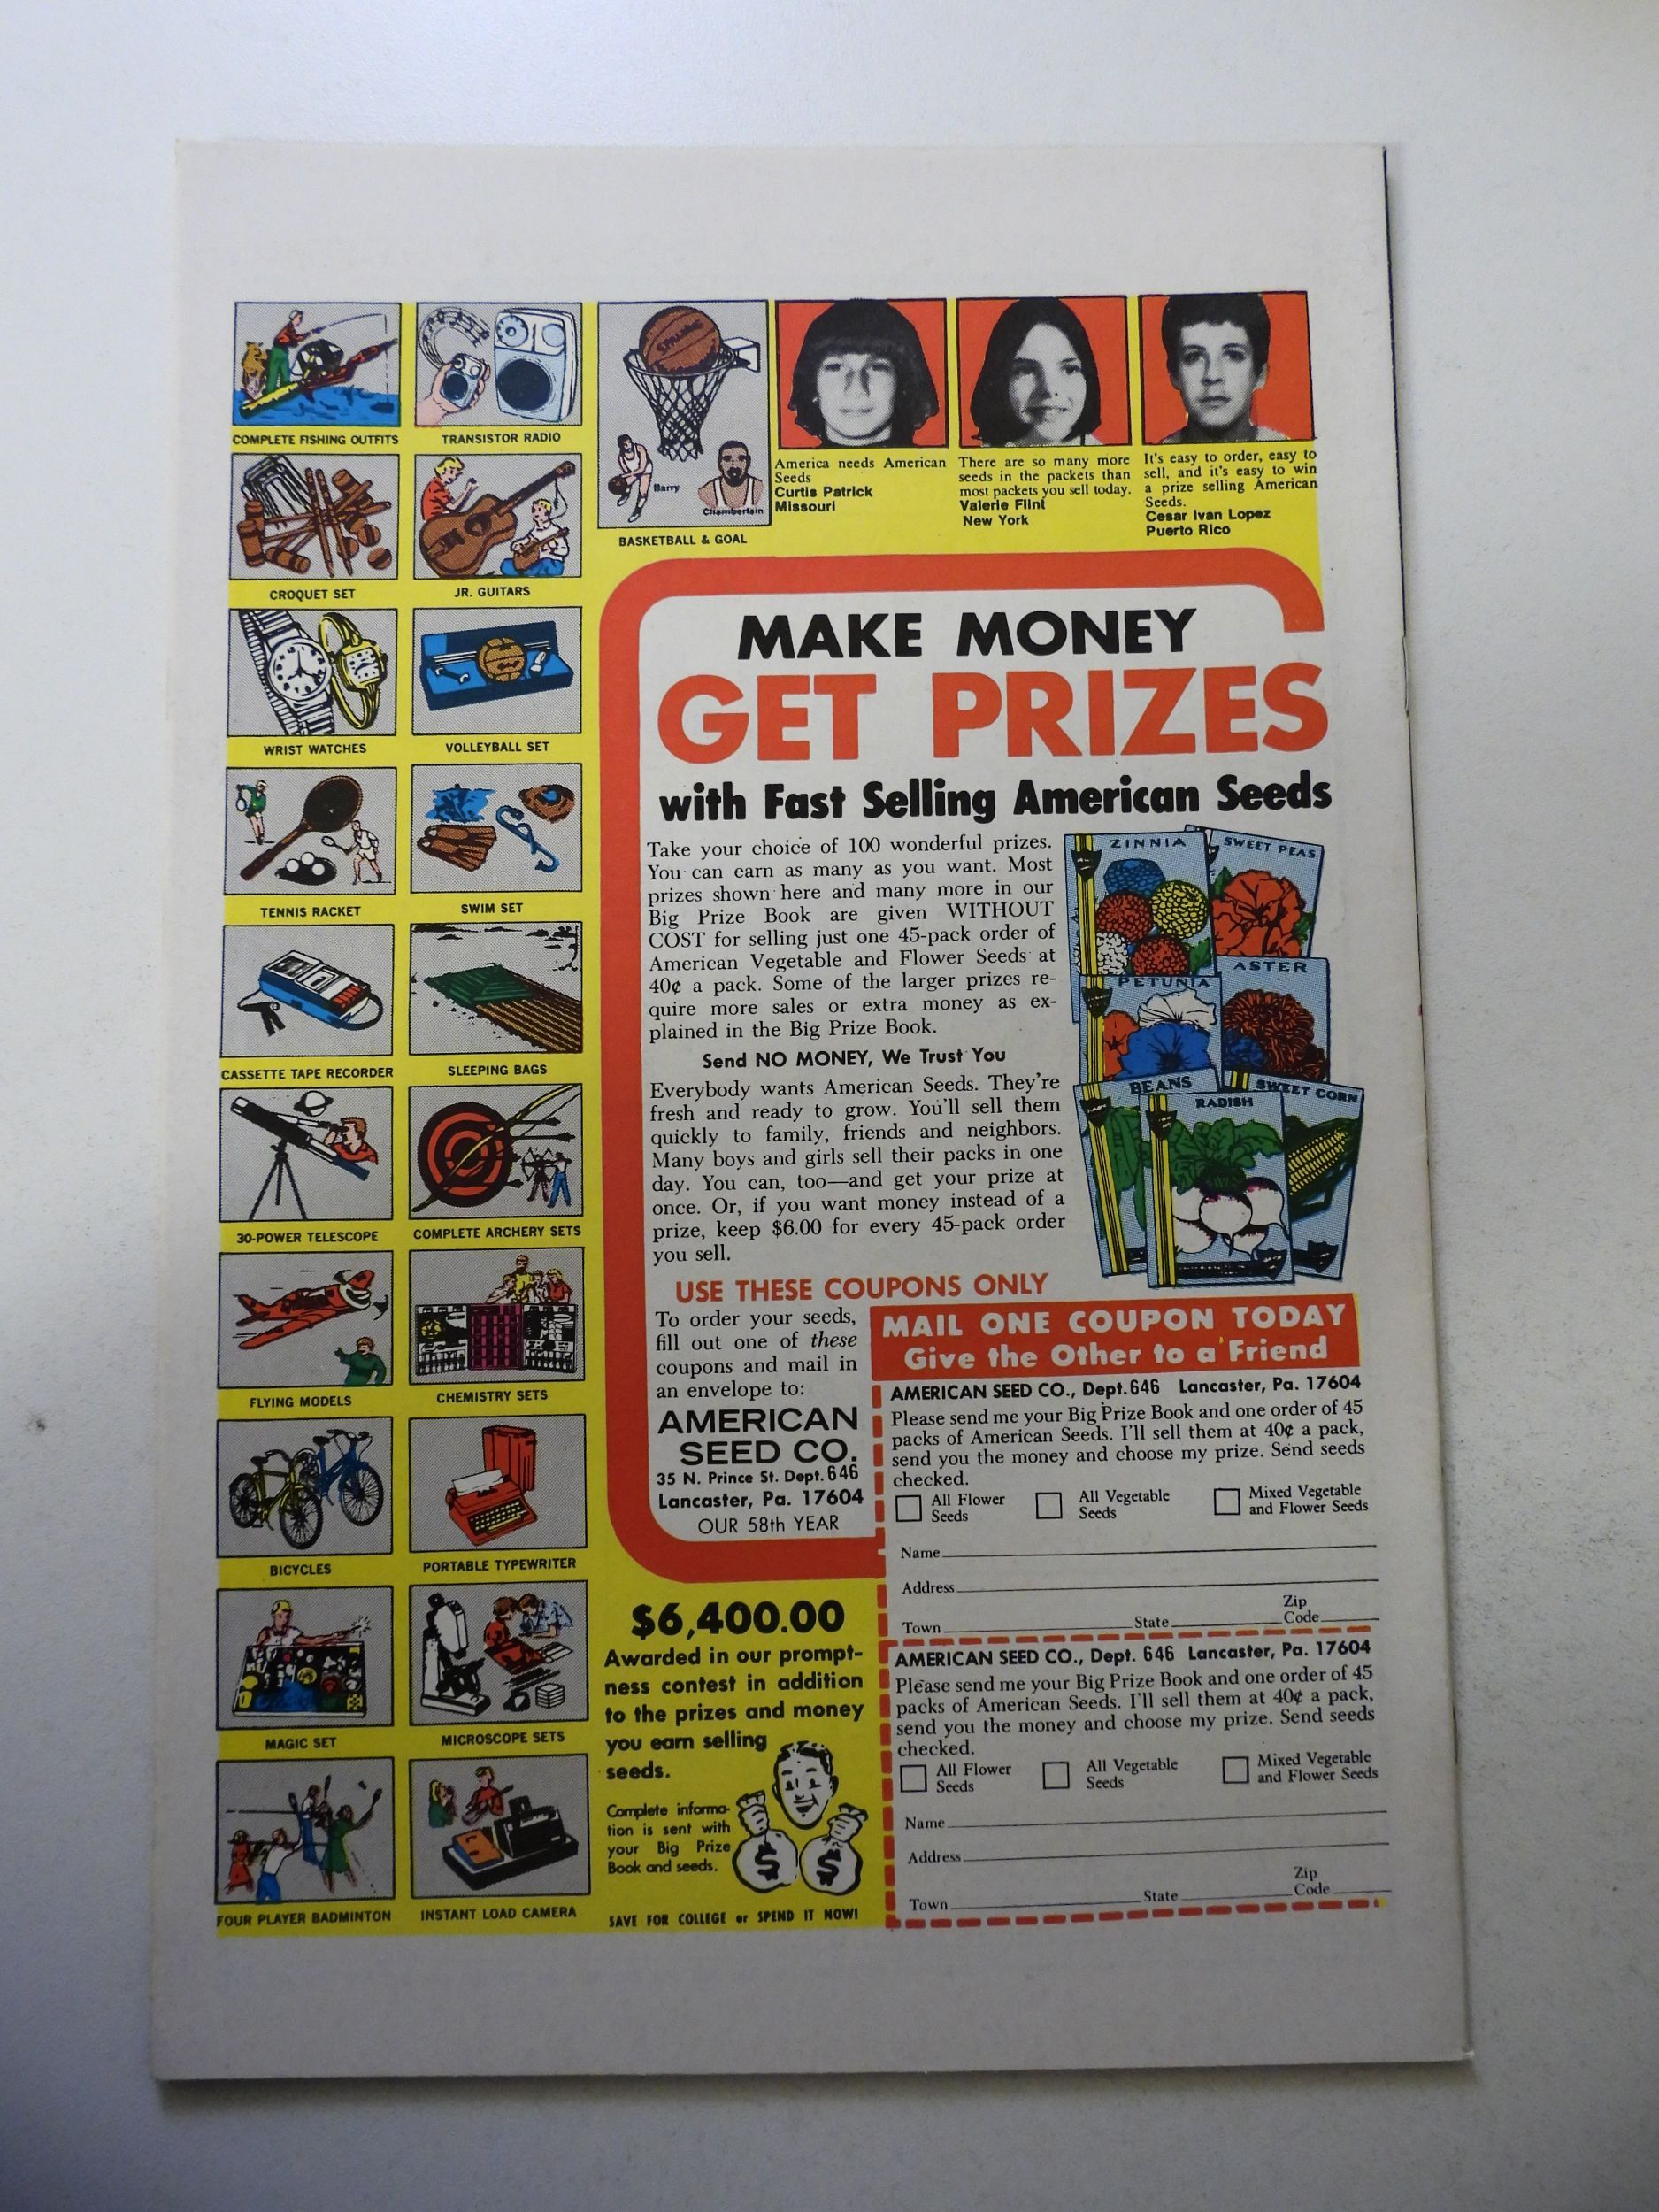 COMPLETE FISHING OUTFITS
TRANSISTOR RADIO
CROQUET SET
JR. GUITARS
WRIST WATCHES
VOLLEYBALL SET
TENNIS RACKET
SWIM SET
CASSETTE TAPE RECORDER
SLEEPING BAGS
30-POWER TELESCOPE
COMPLETE ARCHERY SETS
FLYING MODELS
CHEMISTRY SETS
BICYCLES
PORTABLE TYPEWRITER
MAGIC SET
MICROSCOPE SETS
FOUR PLAYER BADMINTON
INSTANT LOAD CAMERA
SPALDING
Barry
Chamberlain
BASKETBALL & GOAL
America needs American
Seeds
Curtis Patrick
Missouri
There are so many more
seeds in the packets than
most packets you sell today.
Valerie Flint
New York
It's easy to order, easy to
sell, and it's easy to win
a prize selling American
Seeds.
Cesar Ivan Lopez
Puerto Rico
MAKE MONEY
GET PRIZES
with Fast Selling American Seeds
Take your choice of 100 wonderful prizes.
You can earn as many as you want. Most
prizes shown here and many more in our
Big Prize Book are given WITHOUT
COST for selling just one 45-pack order of
American Vegetable and Flower Seeds at
40¢ a pack. Some of the larger prizes re-
quire more sales or extra money as ex-
plained in the Big Prize Book.
Send NO MONEY, We Trust You
Everybody wants American Seeds. They're
fresh and ready to grow. You'll sell them
quickly to family, friends and neighbors.
Many boys and girls sell their packs in one
day. You can, too—and get your prize at
once. Or, if you want money instead of a
prize, keep $6.00 for every 45-pack order
you sell.
ZINNIA
SWEET PEAS
PETUNIA
ASTER
BEANS
RADISH
SWEET CORN
USE THESE COUPONS ONLY
To order your seeds,
fill out one of these
coupons and mail in
an envelope to:
AMERICAN
SEED CO.
35 N. Prince St. Dept. 646
Lancaster, Pa. 17604
OUR 58th YEAR
MAIL ONE COUPON TODAY
Give the Other to a Friend
AMERICAN SEED CO., Dept. 646 Lancaster, Pa. 17604
Please send me your Big Prize Book and one order of 45
packs of American Seeds. I'll sell them at 40¢ a pack,
send you the money and choose my prize. Send seeds
checked.
All Flower Seeds
All Vegetable Seeds
Mixed Vegetable and Flower Seeds
Name
Address
Town State Zip Code
AMERICAN SEED CO., Dept. 646 Lancaster, Pa. 17604
Please send me your Big Prize Book and one order of 45
packs of American Seeds. I'll sell them at 40¢ a pack,
send you the money and choose my prize. Send seeds
checked.
All Flower Seeds
All Vegetable Seeds
Mixed Vegetable and Flower Seeds
Name
Address
Town State Zip Code
$6,400.00
Awarded in our prompt-
ness contest in addition
to the prizes and money
you earn selling
seeds.
Complete informa-
tion is sent with
your Big Prize
Book and seeds.
$ $
SAVE FOR COLLEGE or SPEND IT NOW!